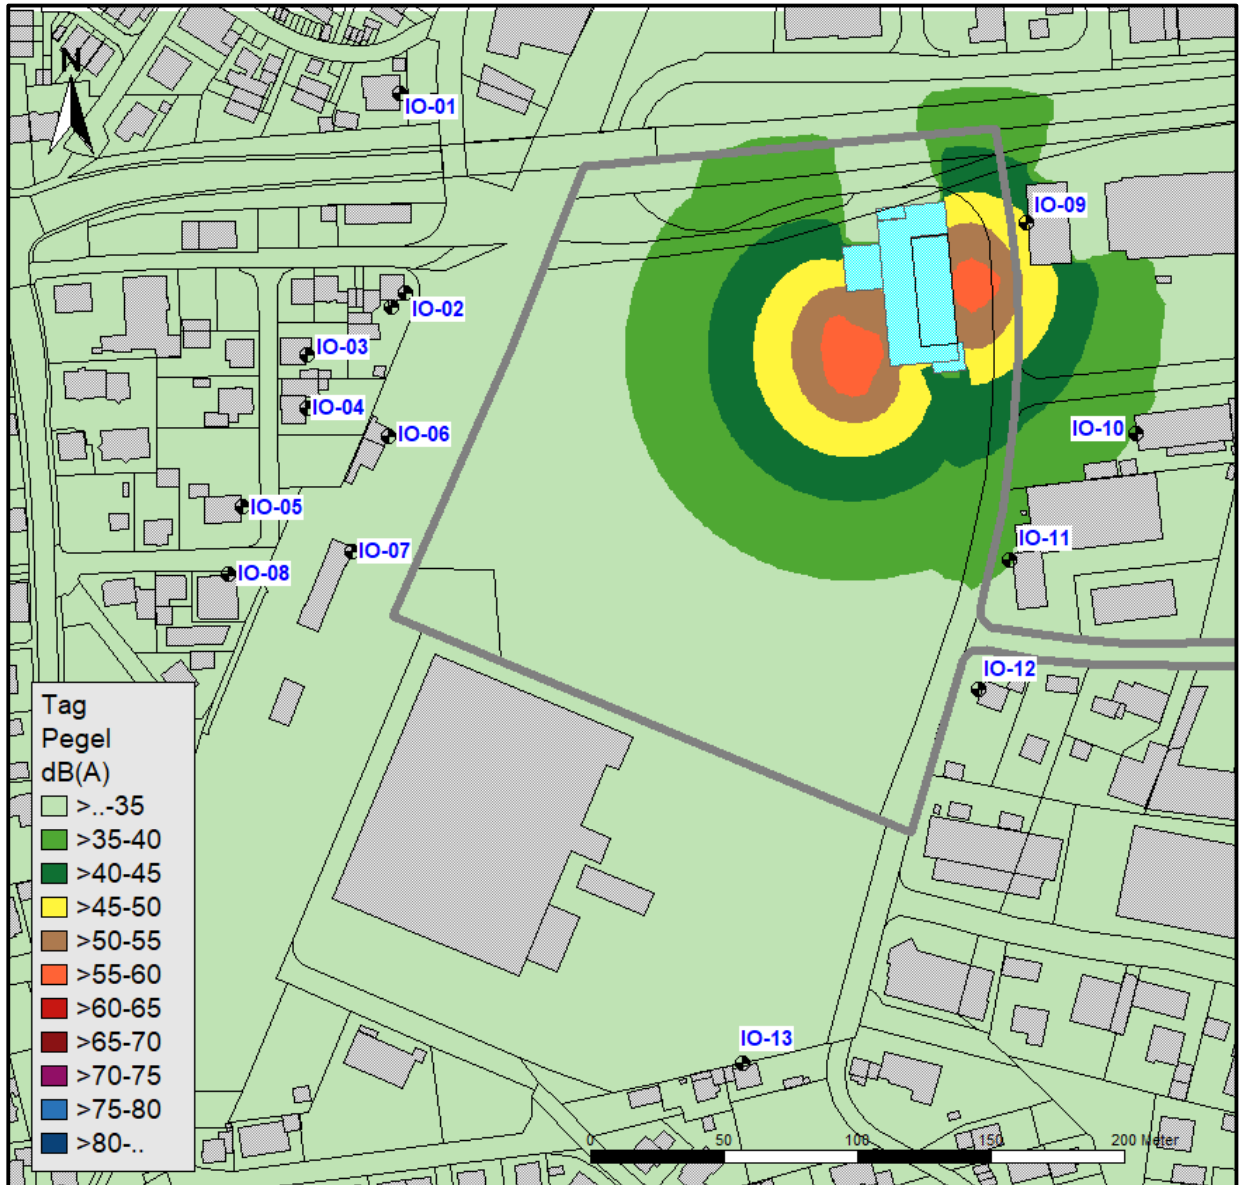 N
IO-01
IO-09
IO-02
IO-03
IO-04
IO-10
IO-06
IO-05
IO-11
IO-07
IO-08
IO-12
Tag
Pegel
dB(A)
>..-35
>35-40
>40-45
>45-50
>50-55
>55-60
>60-65
>65-70
>70-75
>75-80
>80-..
IO-13
0 50 100 150 200 Meter